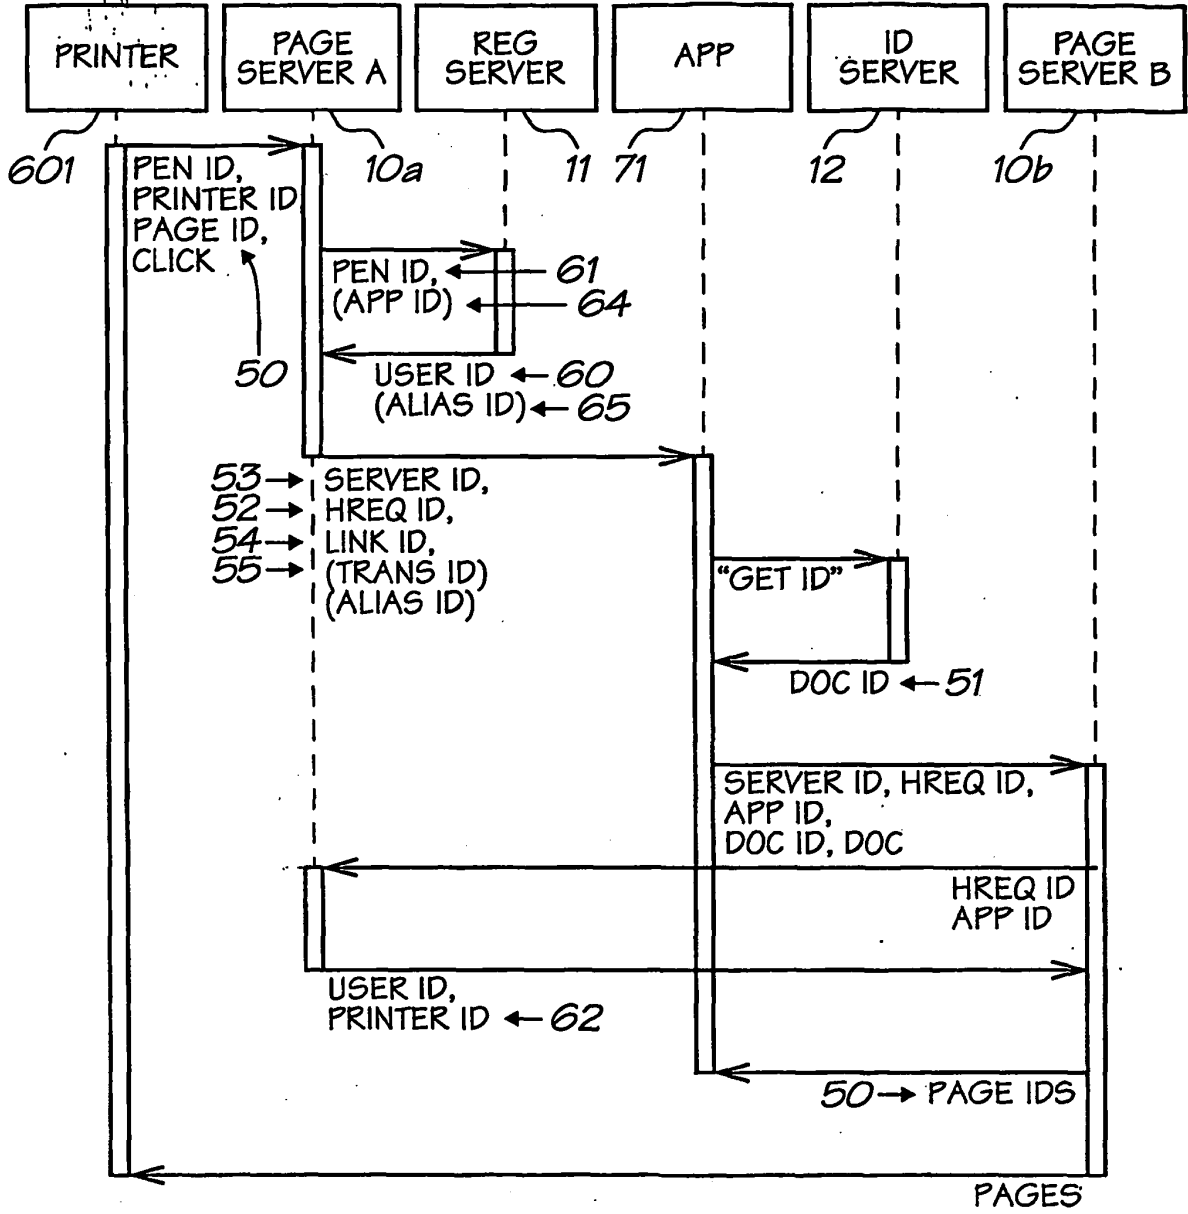 PRINTER
PAGE
SERVER A
REG
SERVER
APP
ID
SERVER
PAGE
SERVER B
601
10a
11
71
12
10b
PEN ID,
PRINTER ID
PAGE ID,
CLICK
50
PEN ID,
61
(APP ID)
64
USER ID
60
(ALIAS ID)
65
53
SERVER ID,
52
HREQ ID,
54
LINK ID,
55
(TRANS ID)
(ALIAS ID)
"GET ID"
DOC ID
51
SERVER ID, HREQ ID,
APP ID,
DOC ID, DOC
HREQ ID
APP ID
USER ID,
PRINTER ID
62
50
PAGE IDS
PAGES